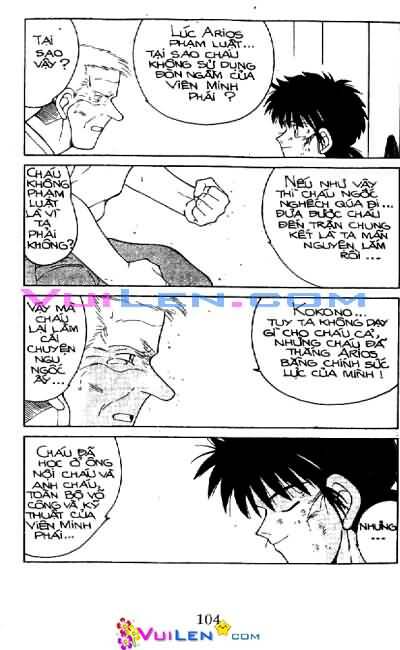 TẠI
SAO
VẬY ?
LÚC ARIOS
PHẠM LUẬT...
TẠI SAO CHÁU
KHÔNG SỬ DỤNG
ĐÒN NGẦM CỦA
VIÊN MINH
PHÁI ?
CHÁU
KHÔNG
PHẠM
LUẬT
LÀ VÌ
TA
PHẢI
KHÔNG?
NẾU NHƯ VẬY
THÌ CHÁU NGỐC
NGHẾCH QÚA ĐI ...
ĐƯA ĐƯỢC CHÁU
ĐẾN TRẬN CHUNG
KẾT LÀ TA MÃN
NGUYỆN LẮM
RỒI ...
VUILEN.COM
VẬY MÀ
CHÁU
LẠI LÀM
CÁI
CHUYỆN
NGU
NGỐC
ẤY ...
KOKONO...
TUY TA KHÔNG DẠY
GÌ CHO CHÁU CẢ,
NHƯNG CHÁU ĐÃ
THẮNG ARIOS
BẰNG CHÍNH SỨC
LỰC CỦA MÌNH !
CHÁU ĐÃ
HỌC Ở ÔNG
NỘI CHÁU VÀ
ANH CHÁU,
TOÀN BỘ VÕ
CÔNG VÀ KỸ
THUẬT CỦA
VIÊN MINH
PHÁI...
NHƯNG
...
104
VUILEN.COM